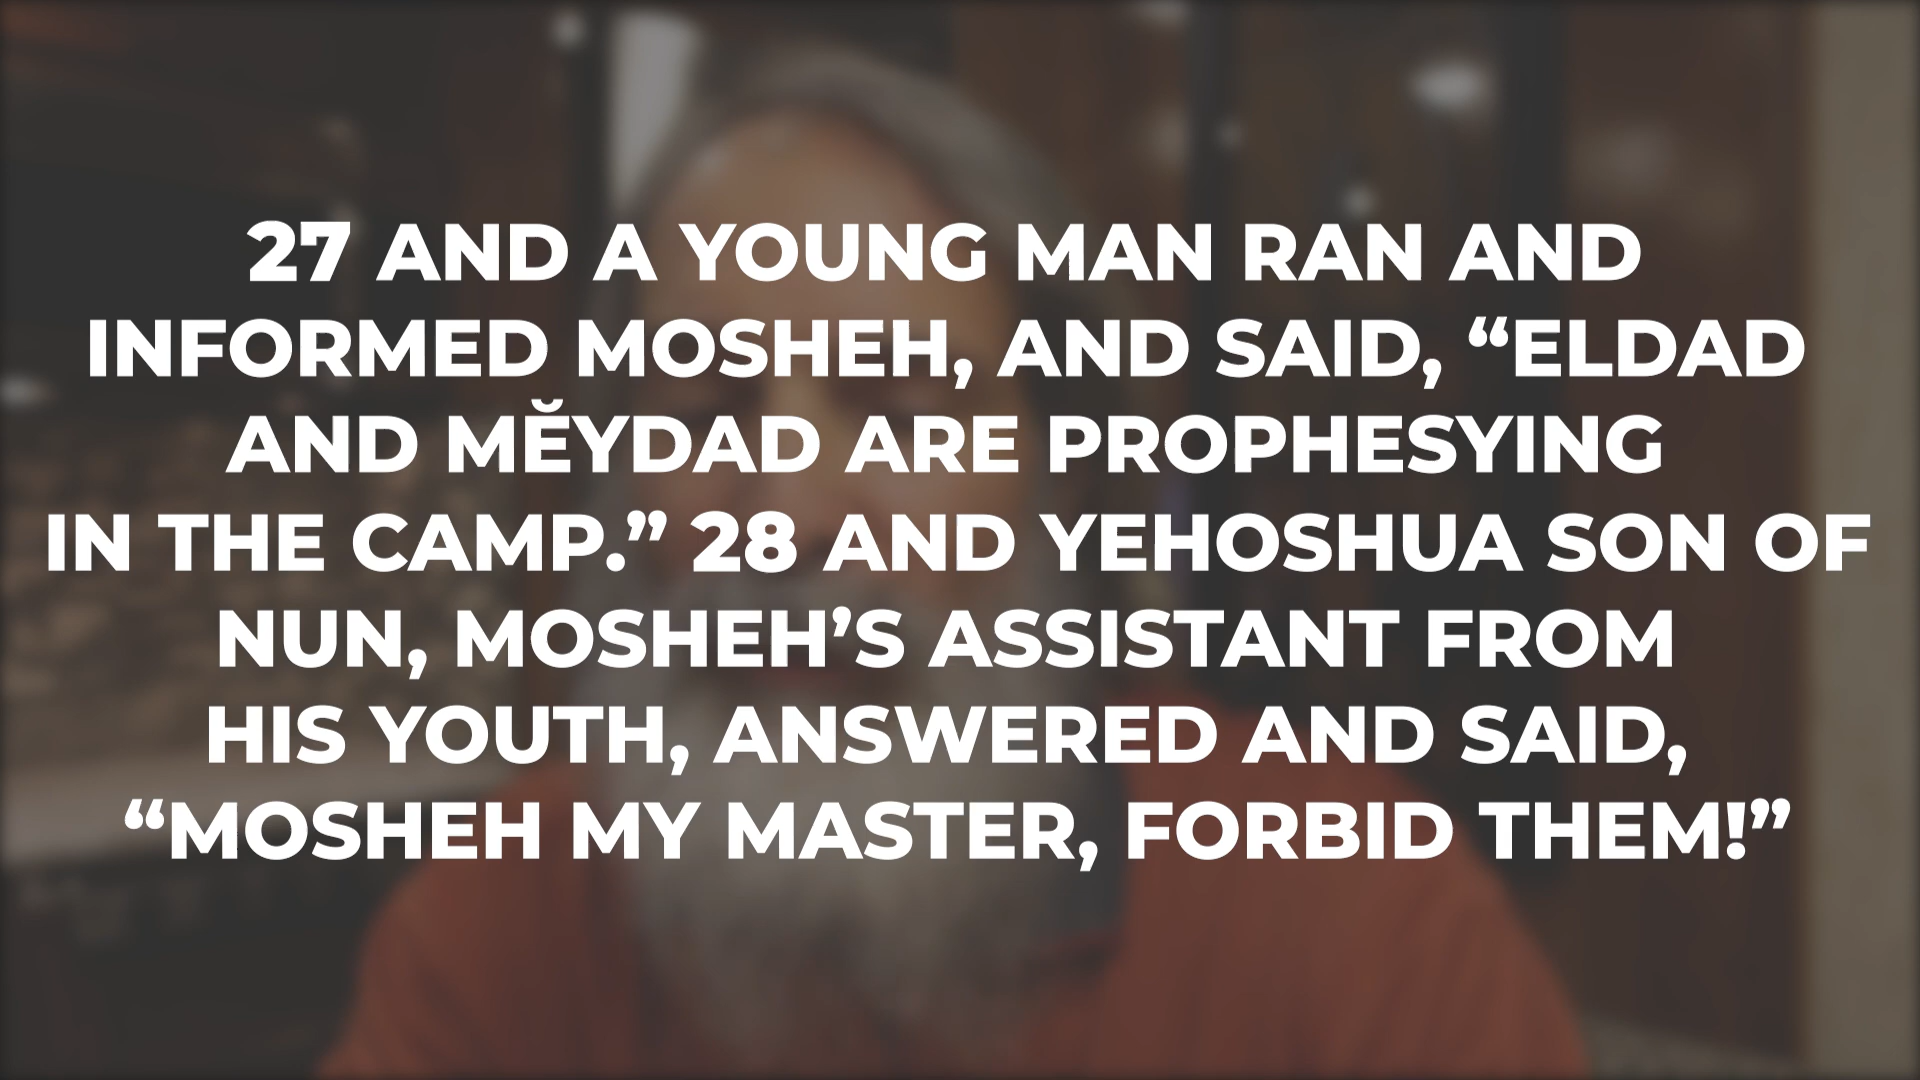 27 AND A YOUNG MAN RAN AND
INFORMED MOSHEH, AND SAID, “ELDAD
AND MĔYDAD ARE PROPHESYING
IN THE CAMP.” 28 AND YEHOSHUA SON OF
NUN, MOSHEH’S ASSISTANT FROM
HIS YOUTH, ANSWERED AND SAID,
“MOSHEH MY MASTER, FORBID THEM!”